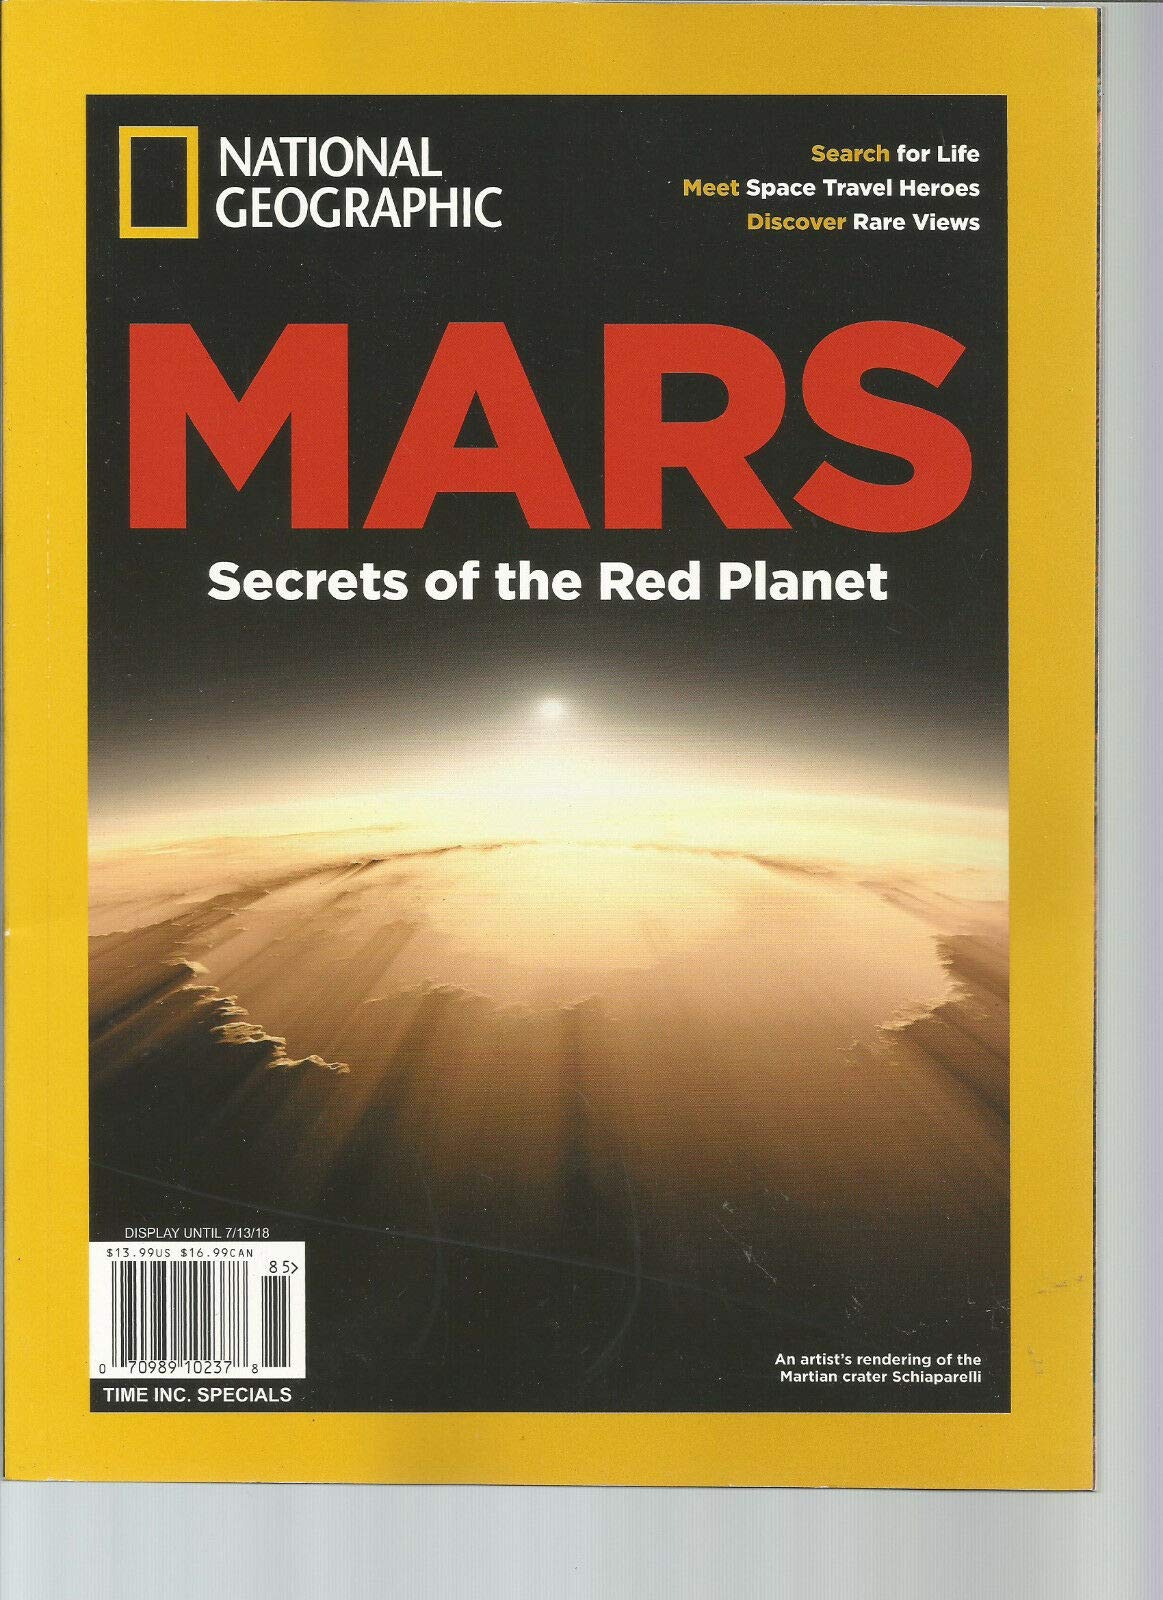 NATIONAL
GEOGRAPHIC
Search for Life
Meet Space Travel Heroes
Discover Rare Views
MARS
Secrets of the Red Planet
DISPLAY UNTIL 7/13/18
$13.99US $16.99CAN
85>
0 70989 10237 8
TIME INC. SPECIALS
An artist's rendering of the
Martian crater Schiaparelli